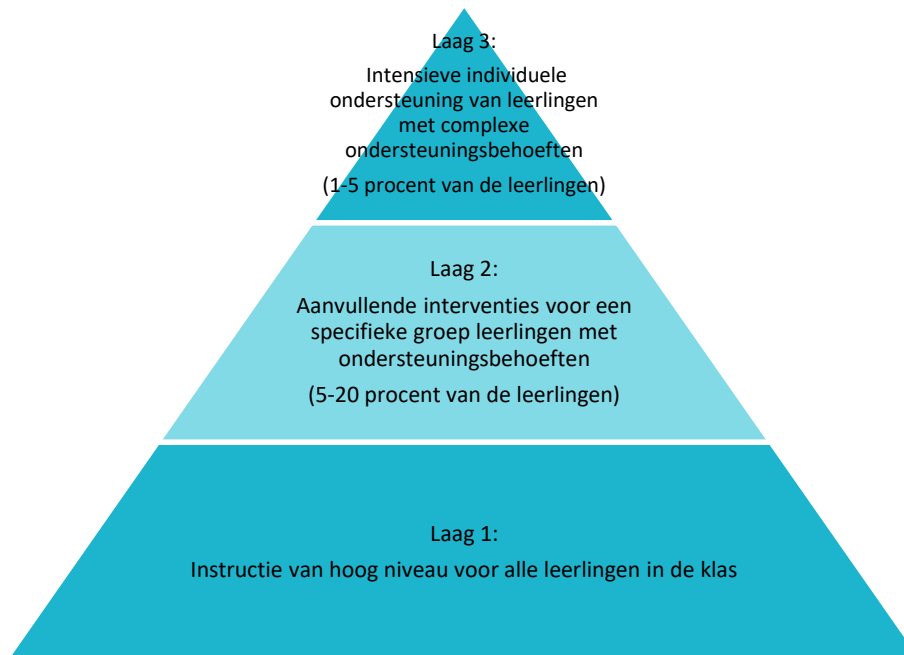 Laag 3:
Intensieve individuele
ondersteuning van leerlingen
met complexe
ondersteuningsbehoeften
(1-5 procent van de leerlingen)
Laag 2:
Aanvullende interventies voor een
specifieke groep leerlingen met
ondersteuningsbehoeften
(5-20 procent van de leerlingen)
Laag 1:
Instructie van hoog niveau voor alle leerlingen in de klas